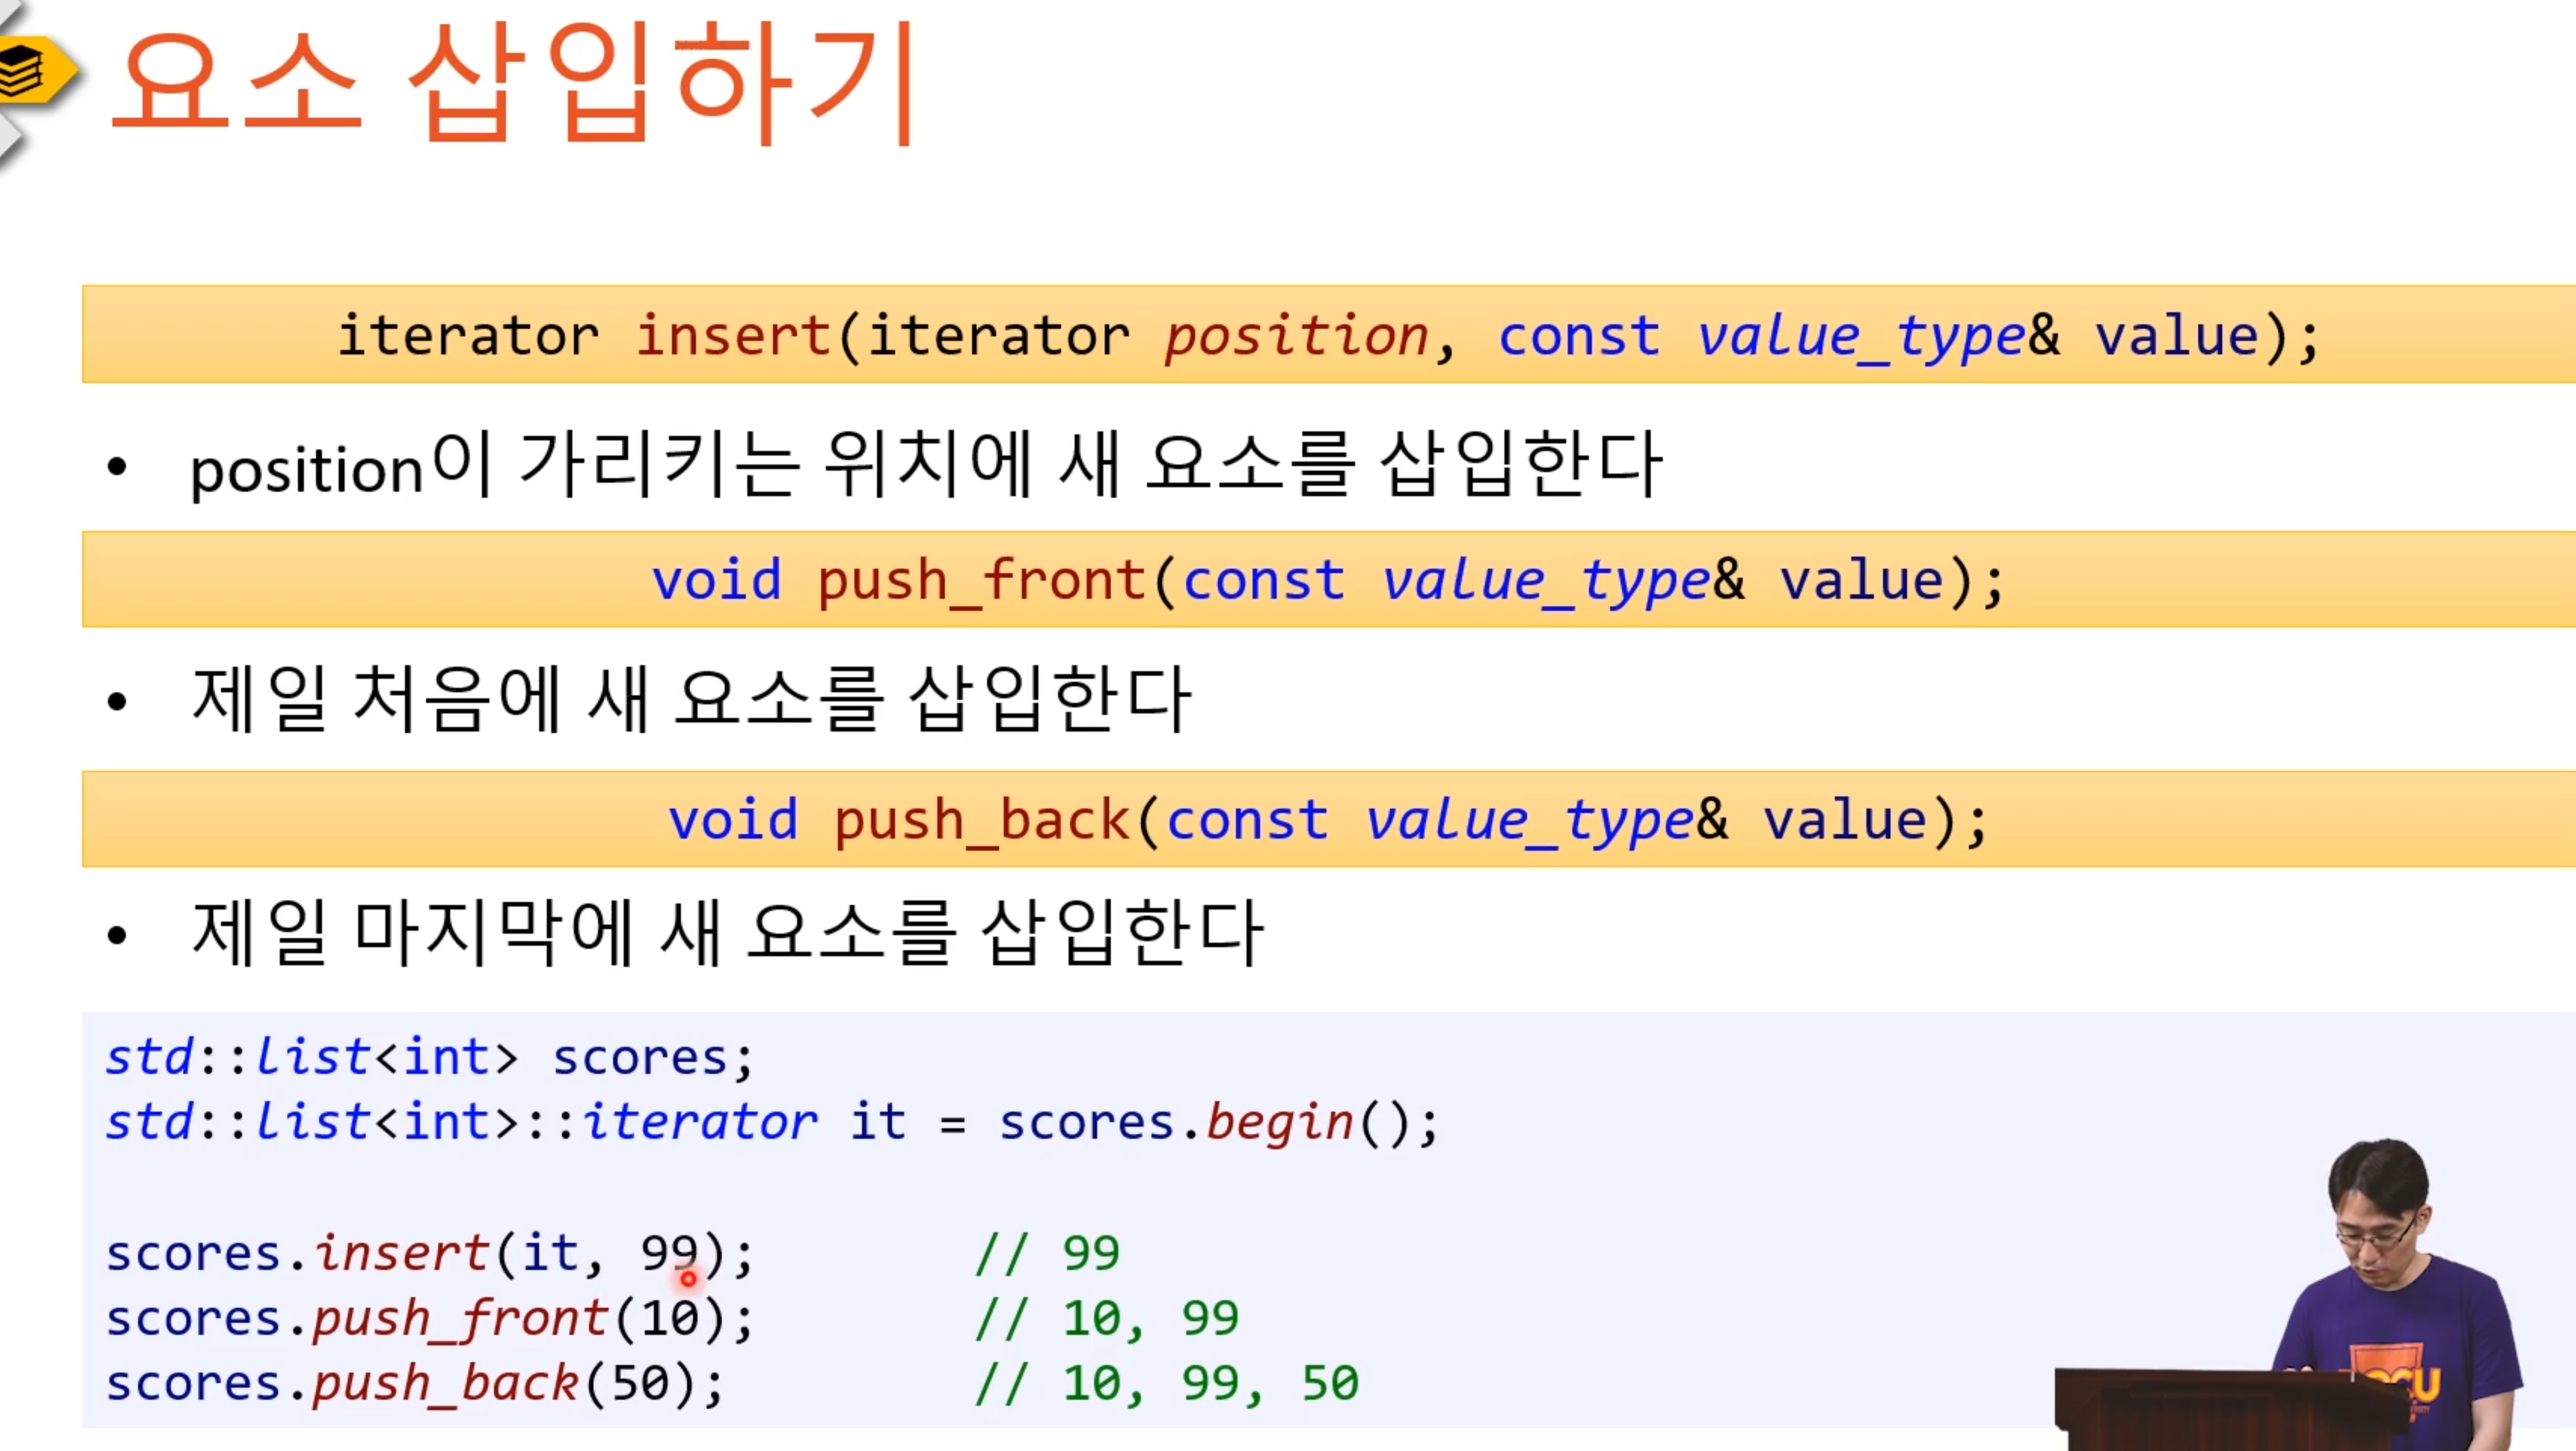 요소 삽입하기
iterator insert(iterator position, const value_type& value);
• position이 가리키는 위치에 새 요소를 삽입한다
void push_front(const value_type& value);
• 제일 처음에 새 요소를 삽입한다
void push_back(const value_type& value);
• 제일 마지막에 새 요소를 삽입한다
std::list<int> scores;
std::list<int>::iterator it = scores.begin();
scores.insert(it, 99); // 99
scores.push_front(10); // 10, 99
scores.push_back(50); // 10, 99, 50